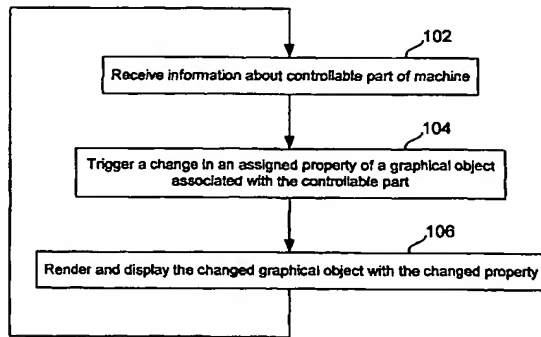 102
Receive information about controllable part of machine
104
Trigger a change in an assigned property of a graphical object
associated with the controllable part
106
Render and display the changed graphical object with the changed property